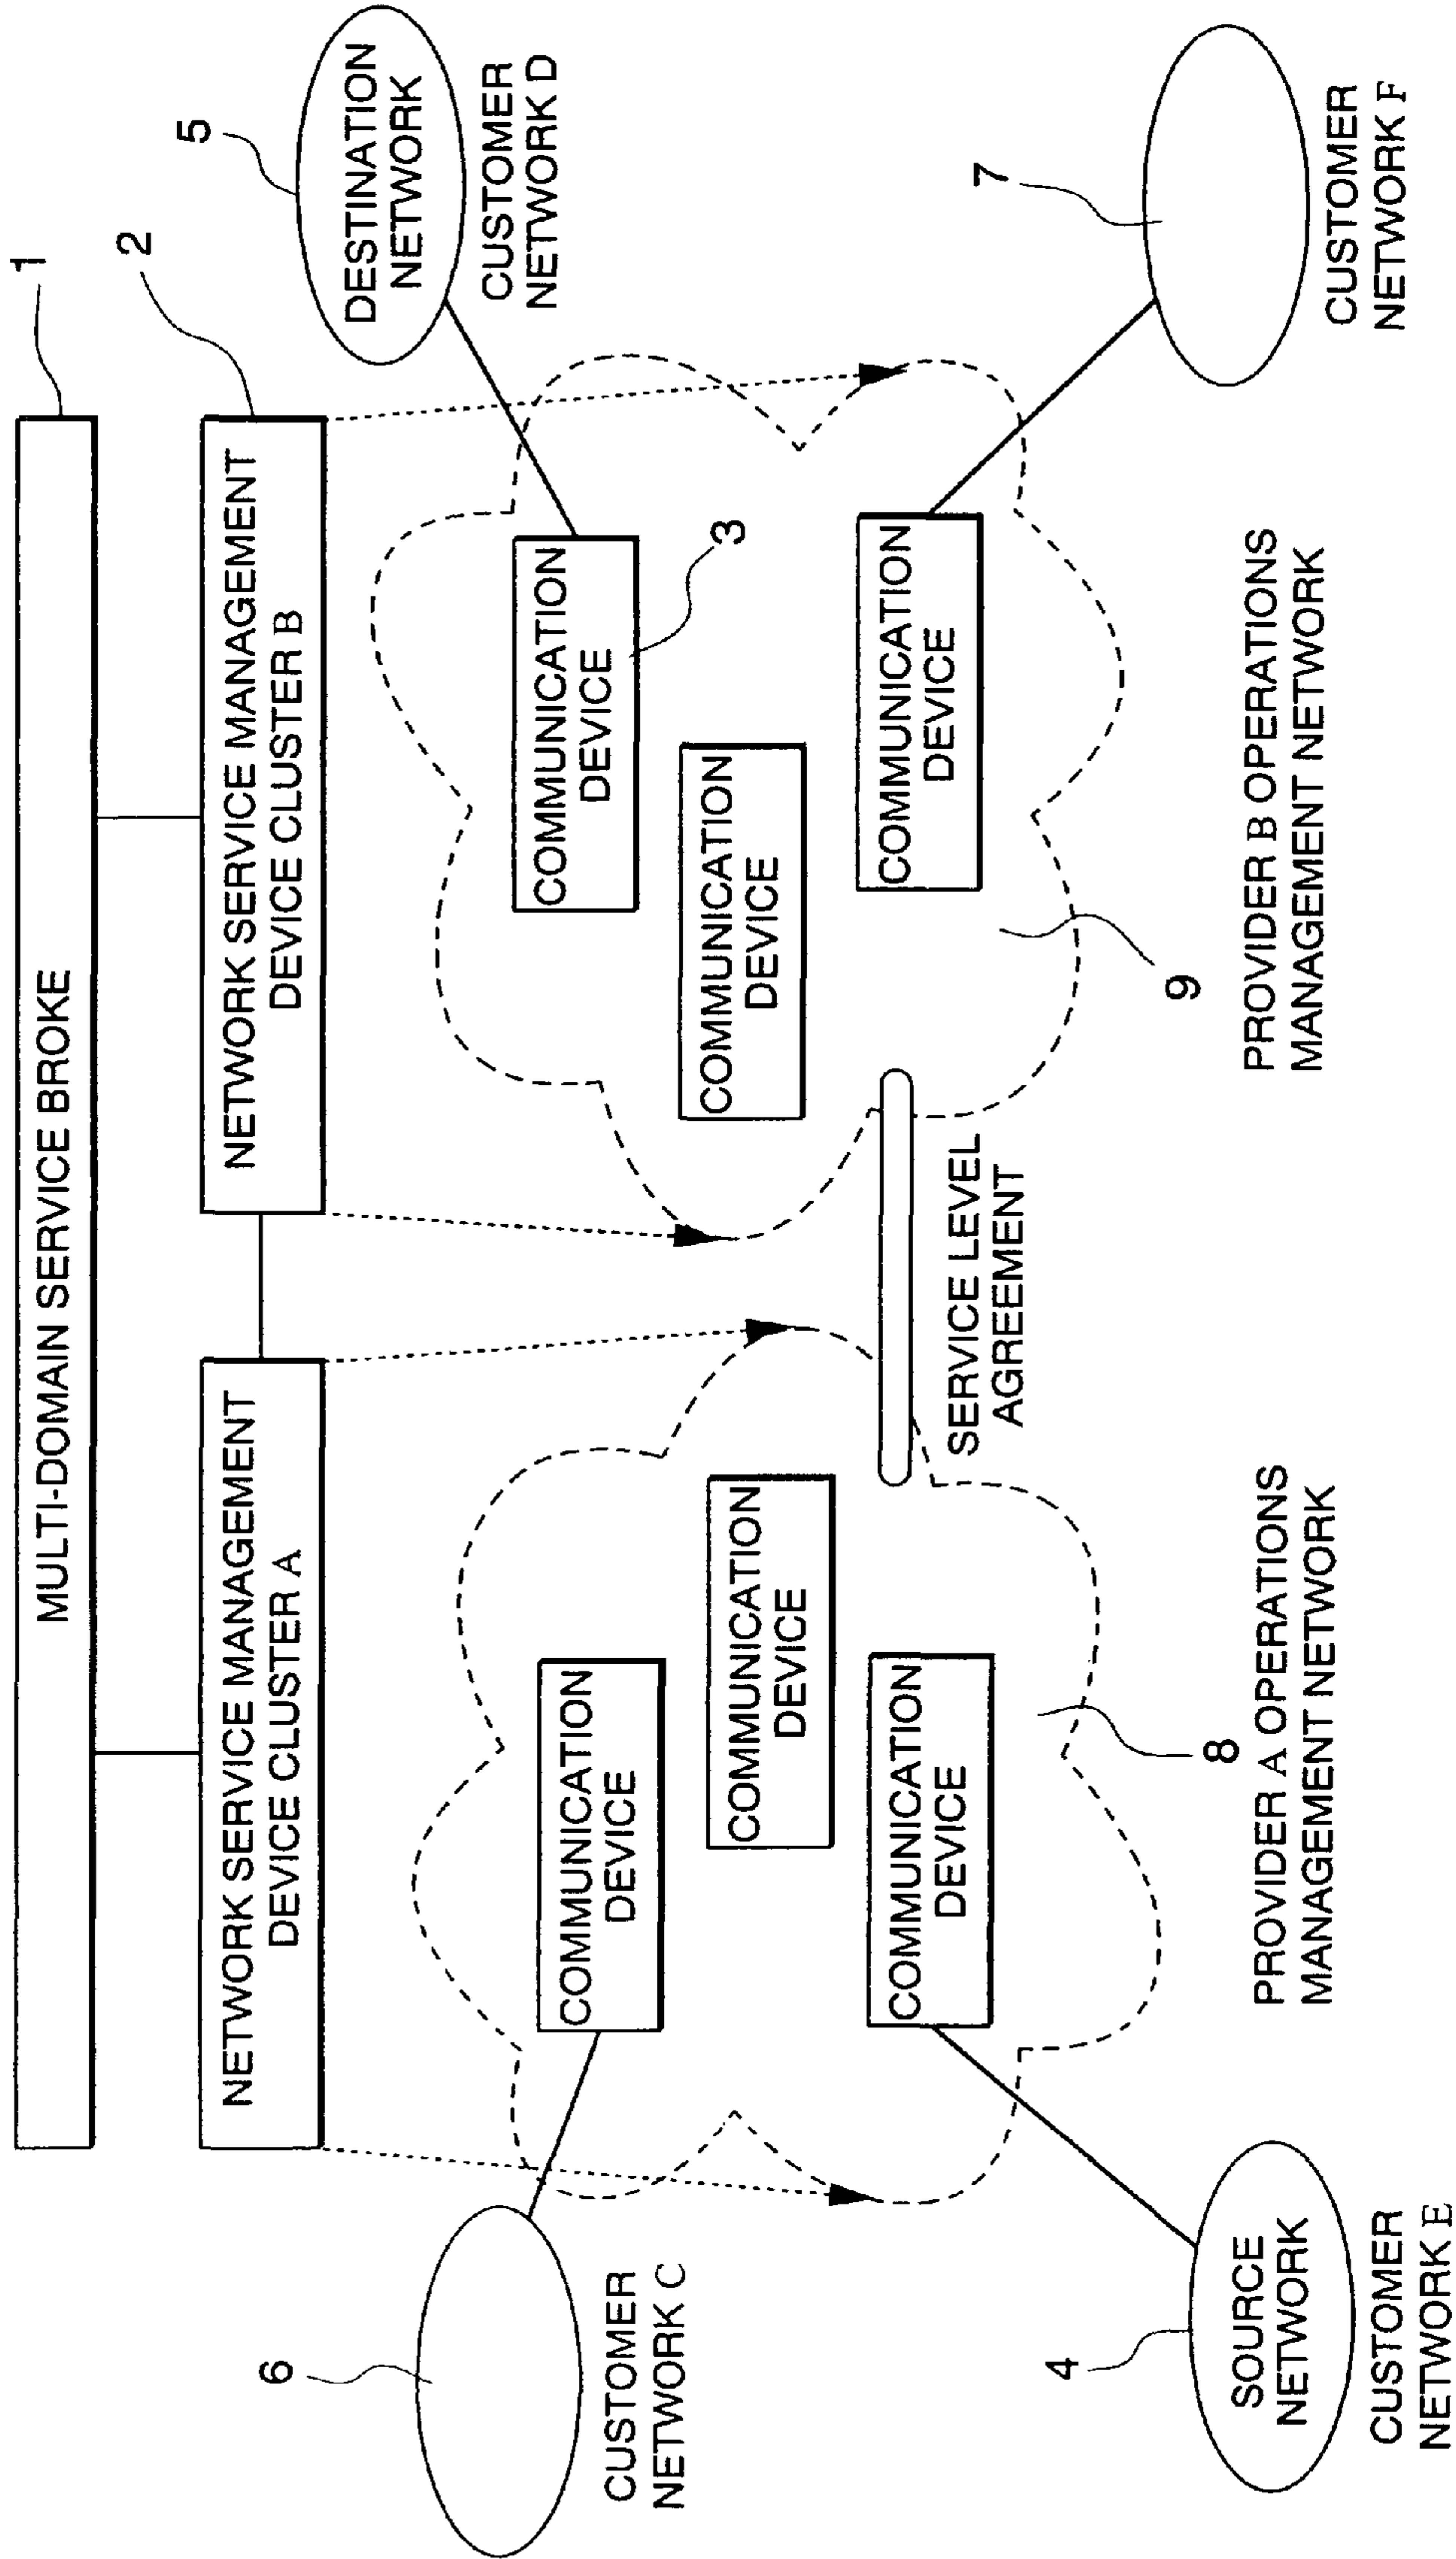 1
MULTI-DOMAIN SERVICE BROKE
2
NETWORK SERVICE MANAGEMENT
DEVICE CLUSTER A
NETWORK SERVICE MANAGEMENT
DEVICE CLUSTER B
5
DESTINATION
NETWORK
CUSTOMER
NETWORK D
6
CUSTOMER
NETWORK C
COMMUNICATION
DEVICE
COMMUNICATION
DEVICE
COMMUNICATION
DEVICE
COMMUNICATION
DEVICE
3
COMMUNICATION
DEVICE
COMMUNICATION
DEVICE
SERVICE LEVEL
AGREEMENT
7
CUSTOMER
NETWORK F
4
SOURCE
NETWORK
CUSTOMER
NETWORK E
8
PROVIDER A OPERATIONS
MANAGEMENT NETWORK
9
PROVIDER B OPERATIONS
MANAGEMENT NETWORK